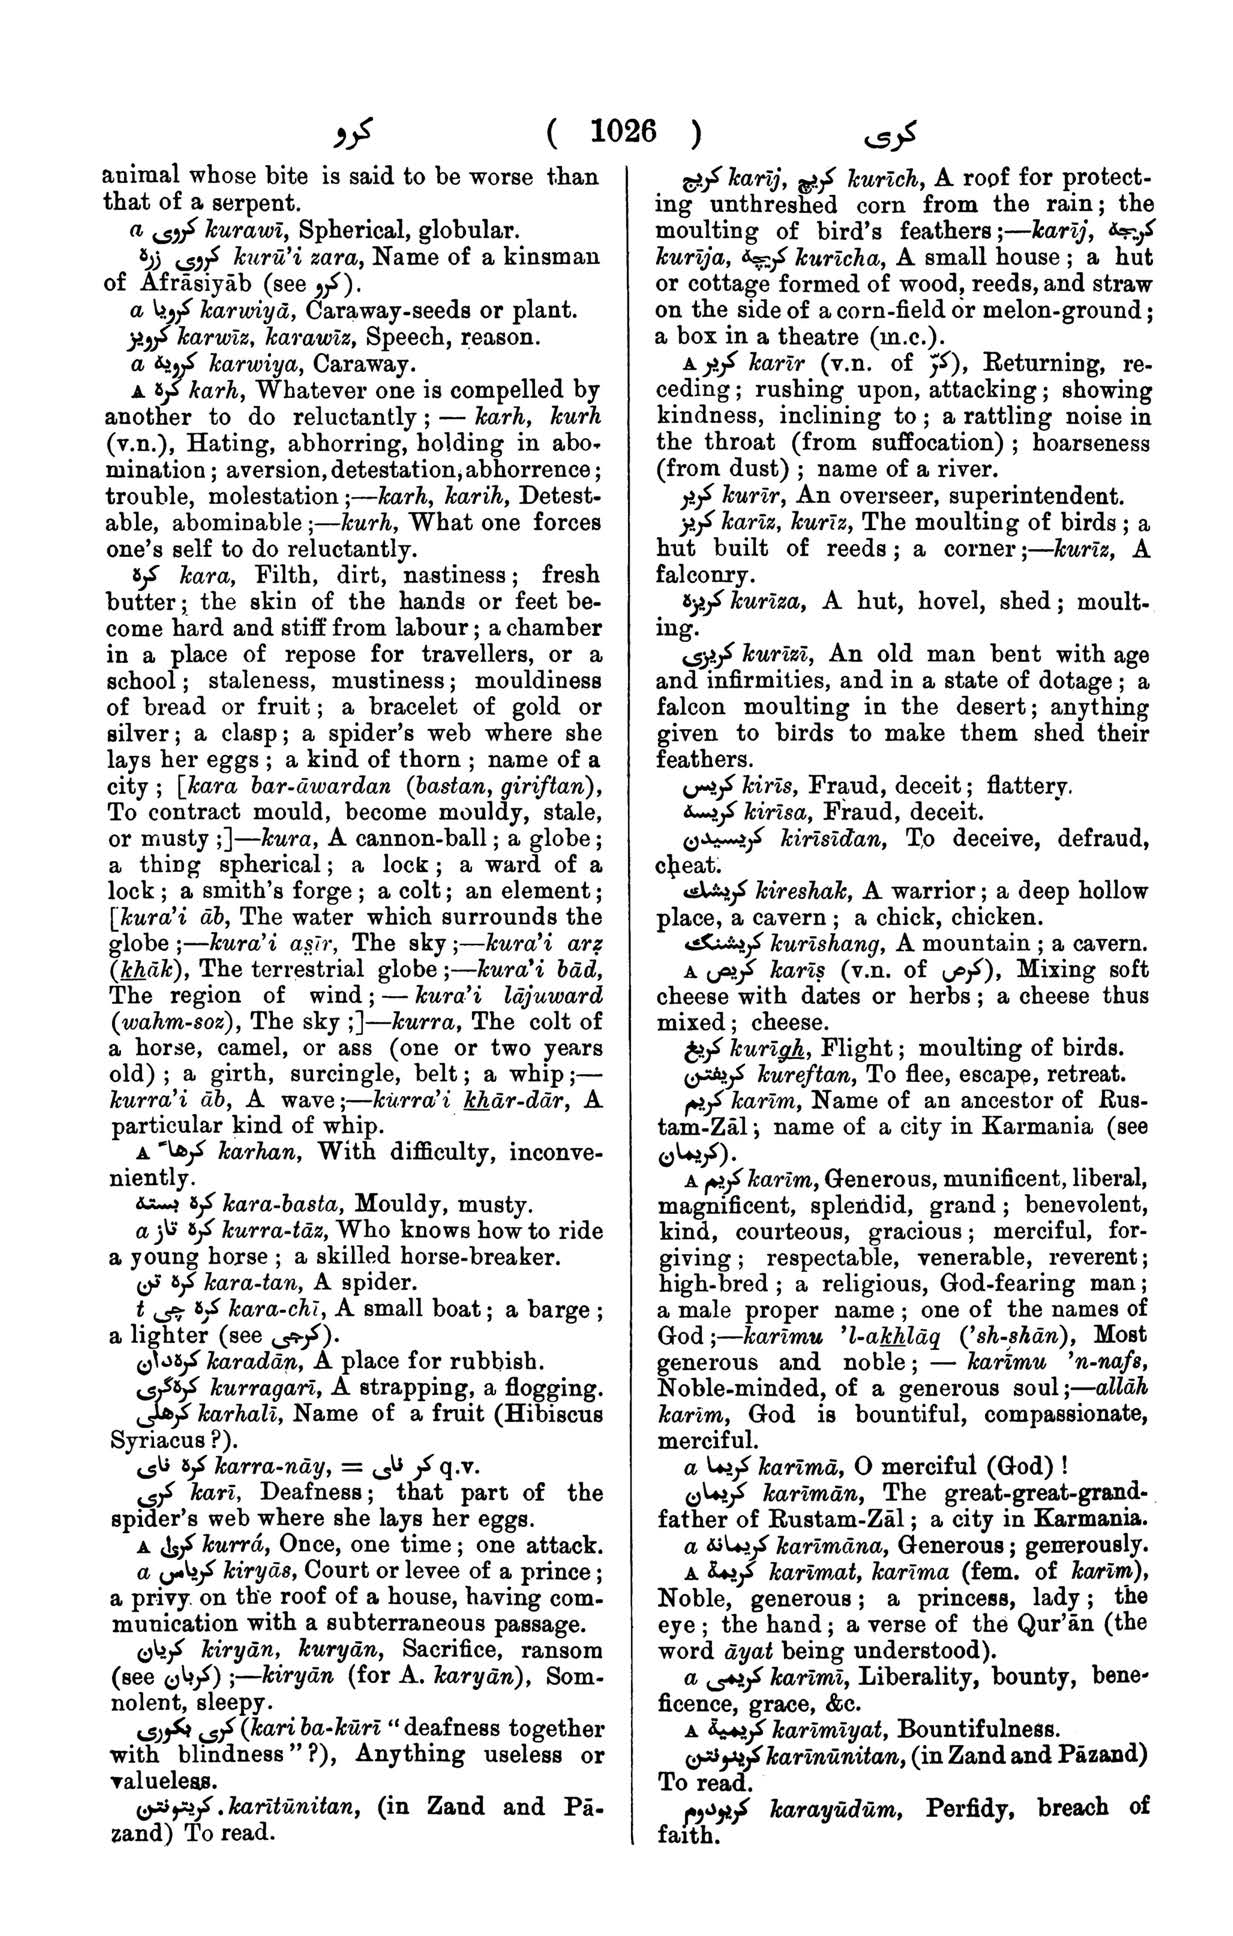 کرو ( 1026 ) کری
animal whose bite is said to be worse than
that of a serpent.
a کروی kurawī, Spherical, globular.
کروی زره kurū'i zara, Name of a kinsman
of Afrāsiyāb (see کرو).
a کرویا karwiyā, Caraway-seeds or plant.
کرویز karwīz, karawīz, Speech, reason.
a کرویه karwiya, Caraway.
A کره karh, Whatever one is compelled by
another to do reluctantly; — karh, kurh
(v.n.), Hating, abhorring, holding in abo-
mination; aversion, detestation, abhorrence;
trouble, molestation;—karh, karih, Detest-
able, abominable;—kurh, What one forces
one's self to do reluctantly.
کره kara, Filth, dirt, nastiness; fresh
butter; the skin of the hands or feet be-
come hard and stiff from labour; a chamber
in a place of repose for travellers, or a
school; staleness, mustiness; mouldiness
of bread or fruit; a bracelet of gold or
silver; a clasp; a spider's web where she
lays her eggs; a kind of thorn; name of a
city; [kara bar-āwardan (bastan, giriftan),
To contract mould, become mouldy, stale,
or musty;]—kura, A cannon-ball; a globe;
a thing spherical; a lock; a ward of a
lock; a smith's forge; a colt; an element;
[kura'i āb, The water which surrounds the
globe;—kura'i aṣīr, The sky;—kura'i arẓ
(khāk), The terrestrial globe;—kura'i bād,
The region of wind; — kura'i lājuward
(wahm-soz), The sky;]—kurra, The colt of
a horse, camel, or ass (one or two years
old); a girth, surcingle, belt; a whip;—
kurra'i āb, A wave;—kurra'i khār-dār, A
particular kind of whip.
A کرهاً karhan, With difficulty, inconve-
niently.
کره بسته kara-basta, Mouldy, musty.
a کره تاز kurra-tāz, Who knows how to ride
a young horse; a skilled horse-breaker.
کره تن kara-tan, A spider.
t کره چی kara-chī, A small boat; a barge;
a lighter (see کرجی).
کره‌دان karadān, A place for rubbish.
کره‌گری kurragarī, A strapping, a flogging.
کرهلی karhalī, Name of a fruit (Hibiscus
Syriacus?).
کره نای karra-nāy, = کر نای q.v.
کری karī, Deafness; that part of the
spider's web where she lays her eggs.
A کریٰ kurrá, Once, one time; one attack.
a کریاس kiryās, Court or levee of a prince;
a privy on the roof of a house, having com-
munication with a subterraneous passage.
کریان kiryān, kuryān, Sacrifice, ransom
(see کربان);—kiryān (for A. karyān), Som-
nolent, sleepy.
کری بکوری (kari ba-kūrī "deafness together
with blindness"?), Anything useless or
valueless.
کریتونتن karītūnitan, (in Zand and Pā-
zand) To read.
کریج karīj, کریچ kurīch, A roof for protect-
ing unthreshed corn from the rain; the
moulting of bird's feathers;—karīj, کریجه
kurīja, کریچه kurīcha, A small house; a hut
or cottage formed of wood, reeds, and straw
on the side of a corn-field or melon-ground;
a box in a theatre (m.c.).
A کریر karīr (v.n. of کرّ), Returning, re-
ceding; rushing upon, attacking; showing
kindness, inclining to; a rattling noise in
the throat (from suffocation); hoarseness
(from dust); name of a river.
کریر kurīr, An overseer, superintendent.
کریز karīz, kurīz, The moulting of birds; a
hut built of reeds; a corner;—kurīz, A
falconry.
کریزه kurīza, A hut, hovel, shed; moult-
ing.
کریزی kurīzī, An old man bent with age
and infirmities, and in a state of dotage; a
falcon moulting in the desert; anything
given to birds to make them shed their
feathers.
کریس kirīs, Fraud, deceit; flattery.
کریسه kirīsa, Fraud, deceit.
کریسیدن kirīsīdan, To deceive, defraud,
cheat.
کریشك kireshak, A warrior; a deep hollow
place, a cavern; a chick, chicken.
کریشنگ kurīshang, A mountain; a cavern.
A کریص karīṣ (v.n. of کرص), Mixing soft
cheese with dates or herbs; a cheese thus
mixed; cheese.
کریغ kurīgh, Flight; moulting of birds.
کریفتن kureftan, To flee, escape, retreat.
کریم karīm, Name of an ancestor of Rus-
tam-Zāl; name of a city in Karmania (see
کریمان).
A کریم karīm, Generous, munificent, liberal,
magnificent, splendid, grand; benevolent,
kind, courteous, gracious; merciful, for-
giving; respectable, venerable, reverent;
high-bred; a religious, God-fearing man;
a male proper name; one of the names of
God;—karīmu 'l-akhlāq ('sh-shān), Most
generous and noble; — karīmu 'n-nafs,
Noble-minded, of a generous soul;—allāh
karīm, God is bountiful, compassionate,
merciful.
a کریما karīmā, O merciful (God)!
کریمان karīmān, The great-great-grand-
father of Rustam-Zāl; a city in Karmania.
a کریمانه karīmāna, Generous; generously.
A کریمة karīmat, karīma (fem. of karīm),
Noble, generous; a princess, lady; the
eye; the hand; a verse of the Qur'ān (the
word āyat being understood).
a کریمی karīmī, Liberality, bounty, bene-
ficence, grace, &c.
A کریمیة karīmīyat, Bountifulness.
کرینونتن karīnūnitan, (in Zand and Pāzand)
To read.
کریودوم karayūdūm, Perfidy, breach of
faith.